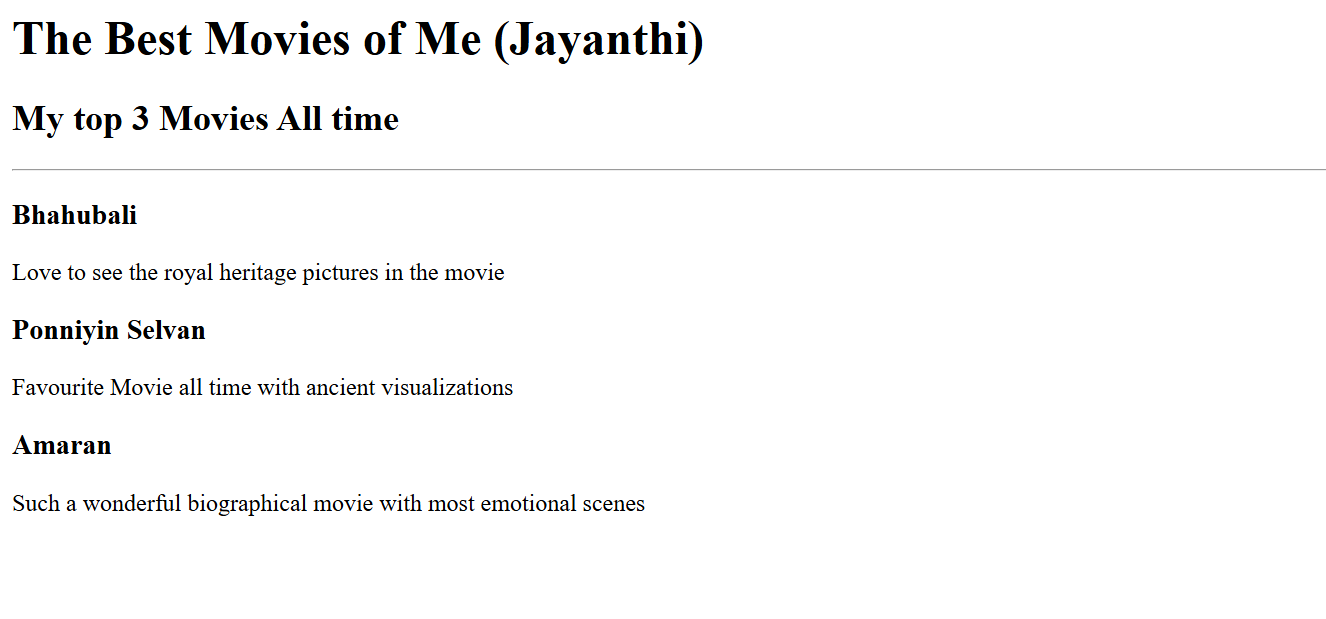 The Best Movies of Me (Jayanthi)
My top 3 Movies All time
Bhahubali
Love to see the royal heritage pictures in the movie
Ponniyin Selvan
Favourite Movie all time with ancient visualizations
Amaran
Such a wonderful biographical movie with most emotional scenes